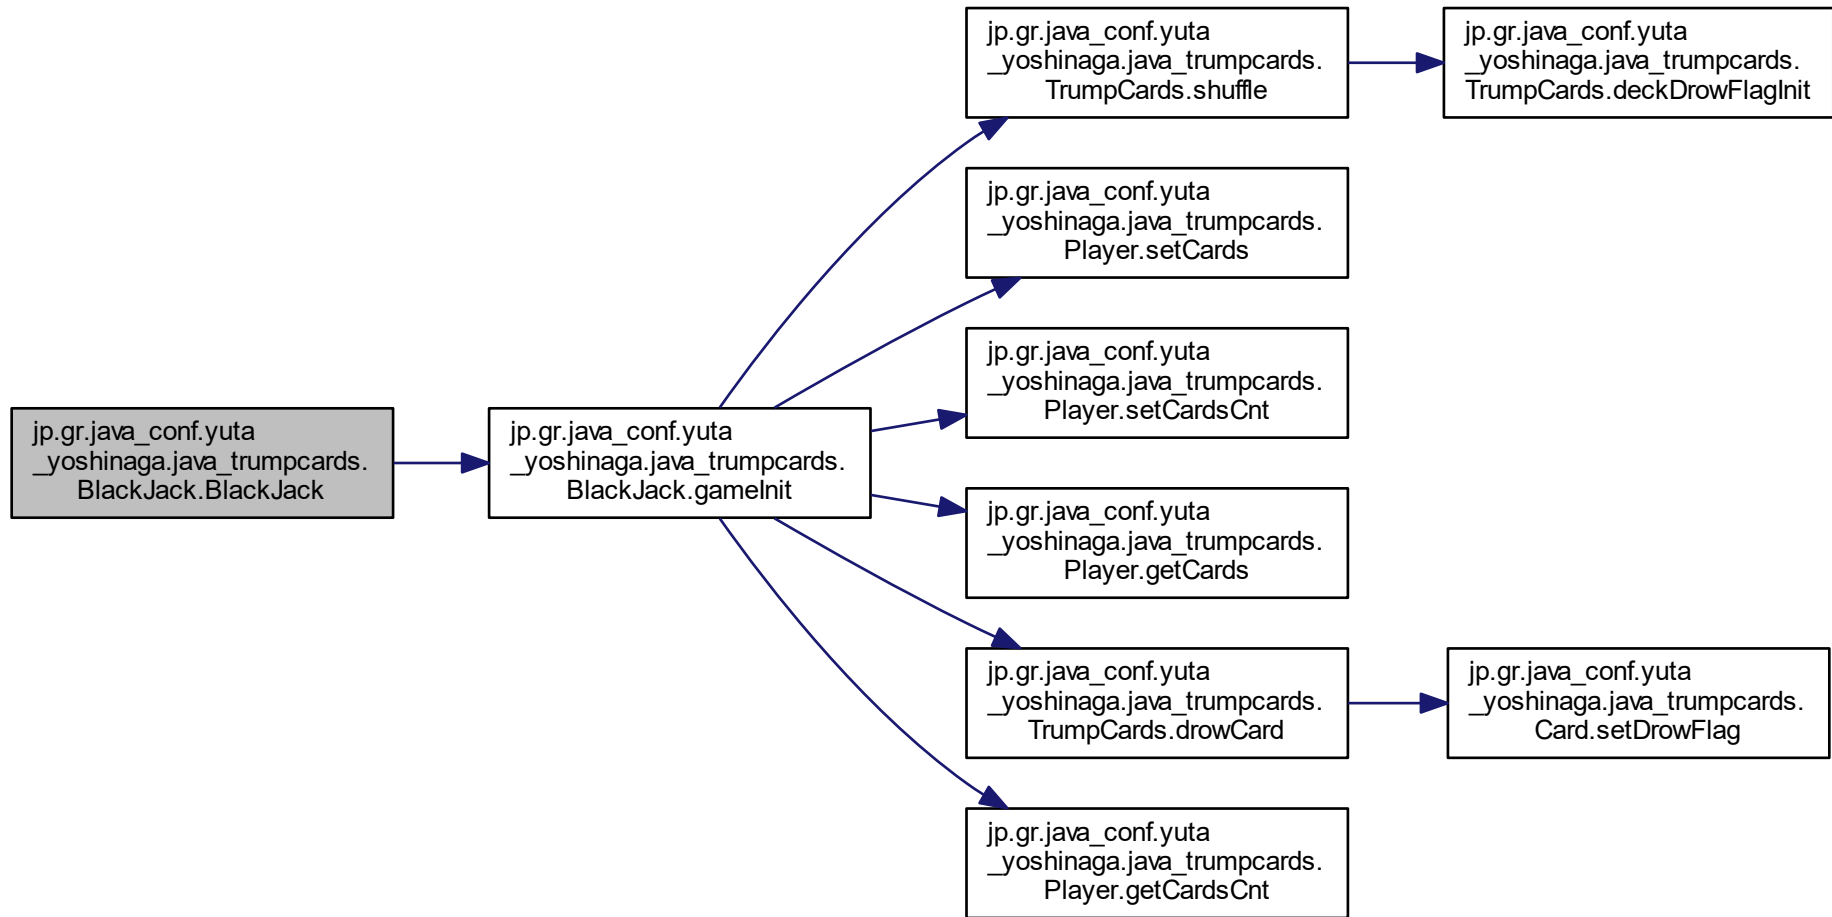 jp.gr.java_conf.yuta
_yoshinaga.java_trumpcards.
BlackJack.BlackJack
jp.gr.java_conf.yuta
_yoshinaga.java_trumpcards.
BlackJack.gameInit
jp.gr.java_conf.yuta
_yoshinaga.java_trumpcards.
TrumpCards.shuffle
jp.gr.java_conf.yuta
_yoshinaga.java_trumpcards.
TrumpCards.deckDrowFlagInit
jp.gr.java_conf.yuta
_yoshinaga.java_trumpcards.
Player.setCards
jp.gr.java_conf.yuta
_yoshinaga.java_trumpcards.
Player.setCardsCnt
jp.gr.java_conf.yuta
_yoshinaga.java_trumpcards.
Player.getCards
jp.gr.java_conf.yuta
_yoshinaga.java_trumpcards.
TrumpCards.drowCard
jp.gr.java_conf.yuta
_yoshinaga.java_trumpcards.
Card.setDrowFlag
jp.gr.java_conf.yuta
_yoshinaga.java_trumpcards.
Player.getCardsCnt